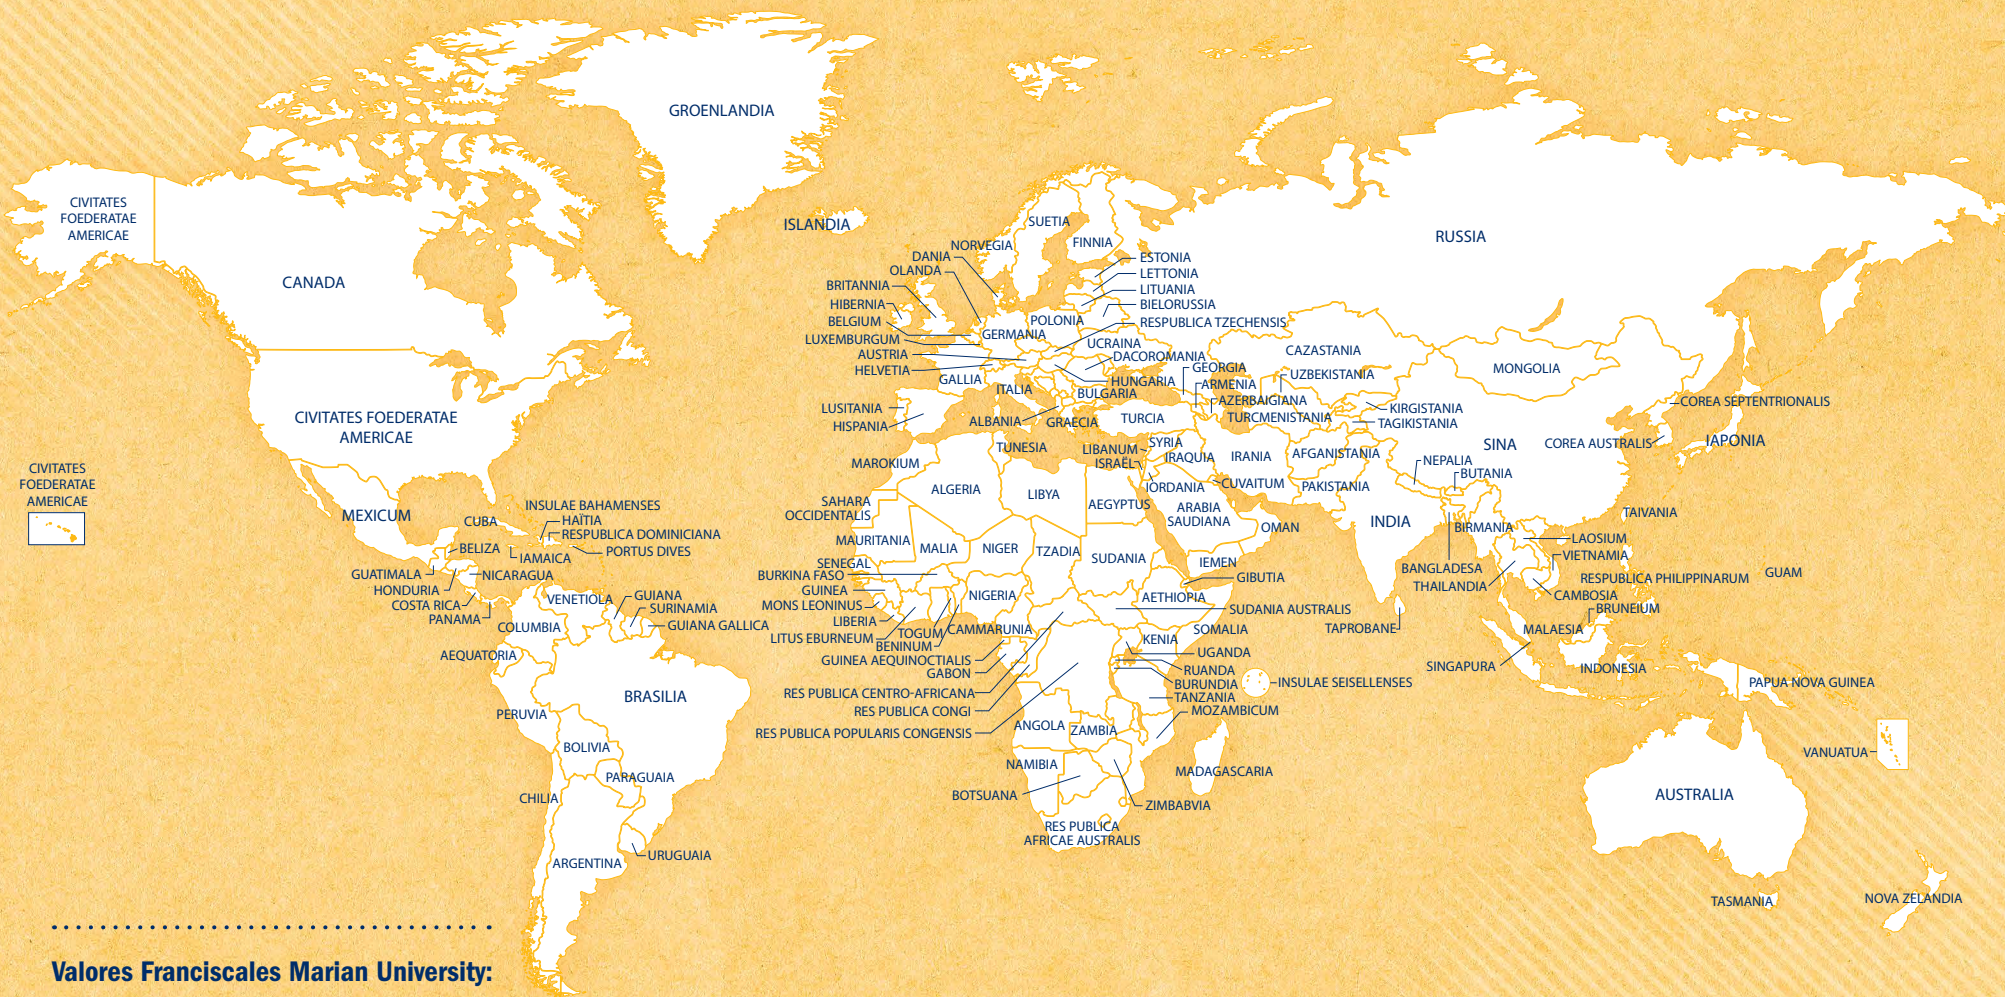 GROENLANDIA
CIVITATES
FOEDERATAE
AMERICAE
CANADA
CIVITATES FOEDERATAE
AMERICAE
CIVITATES
FOEDERATAE
AMERICAE
MEXICUM
CUBA
INSULAE BAHAMENSES
HAÏTIA
RESPUBLICA DOMINICIANA
PORTUS DIVES
IAMAICA
BELIZA
GUATIMALA
HONDURIA
NICARAGUA
COSTA RICA
PANAMA
VENETIOLA
GUIANA
SURINAMIA
GUIANA GALLICA
COLUMBIA
AEQUATORIA
BRASILIA
PERUVIA
BOLIVIA
PARAGUAIA
CHILIA
ARGENTINA
URUGUAIA
ISLANDIA
SUETIA
NORVEGIA
FINNIA
DANIA
OLANDA
BRITANNIA
HIBERNIA
BELGIUM
LUXEMBURGUM
AUSTRIA
HELVETIA
GALLIA
GERMANIA
POLONIA
ESTONIA
LETTONIA
LITUANIA
BIELORUSSIA
RESPUBLICA TZECHENSIS
UCRAINA
DACOROMANIA
HUNGARIA
BULGARIA
ITALIA
LUSITANIA
HISPANIA
ALBANIA
GRAECIA
TURCIA
GEORGIA
ARMENIA
AZERBAIGIANA
RUSSIA
CAZASTANIA
UZBEKISTANIA
TURCMENISTANIA
KIRGISTANIA
TAGIKISTANIA
MONGOLIA
SINA
COREA SEPTENTRIONALIS
COREA AUSTRALIS
IAPONIA
TUNESIA
MAROKIUM
ALGERIA
LIBYA
AEGYPTUS
SAHARA
OCCIDENTALIS
LIBANUM
ISRAËL
SYRIA
IRAQUIA
IORDANIA
IRANIA
CUVAITUM
ARABIA
SAUDIANA
OMAN
IEMEN
AFGANISTANIA
PAKISTANIA
NEPALIA
BUTANIA
INDIA
BANGLADESA
BIRMANIA
TAIVANIA
LAOSIUM
VIETNAMIA
THAILANDIA
CAMBOSIA
RESPUBLICA PHILIPPINARUM
GUAM
BRUNEIUM
MALAESIA
SINGAPURA
INDONESIA
TAPROBANE
PAPUA NOVA GUINEA
VANUATUA
AUSTRALIA
TASMANIA
NOVA ZELANDIA
MAURITANIA
MALIA
NIGER
TZADIA
SUDANIA
SENEGAL
BURKINA FASO
GUINEA
MONS LEONINUS
LIBERIA
LITUS EBURNEUM
TOGUM
BENINUM
NIGERIA
CAMMARUNIA
GUINEA AEQUINOCTIALIS
GABON
RES PUBLICA CENTRO-AFRICANA
RES PUBLICA CONGI
RES PUBLICA POPULARIS CONGENSIS
GIBUTIA
AETHIOPIA
SUDANIA AUSTRALIS
SOMALIA
KENIA
UGANDA
RUANDA
BURUNDIA
TANZANIA
INSULAE SEISELLENSES
MOZAMBICUM
ANGOLA
ZAMBIA
NAMIBIA
BOTSUANA
ZIMBABVIA
MADAGASCARIA
RES PUBLICA
AFRICAE AUSTRALIS
Valores Franciscales Marian University: